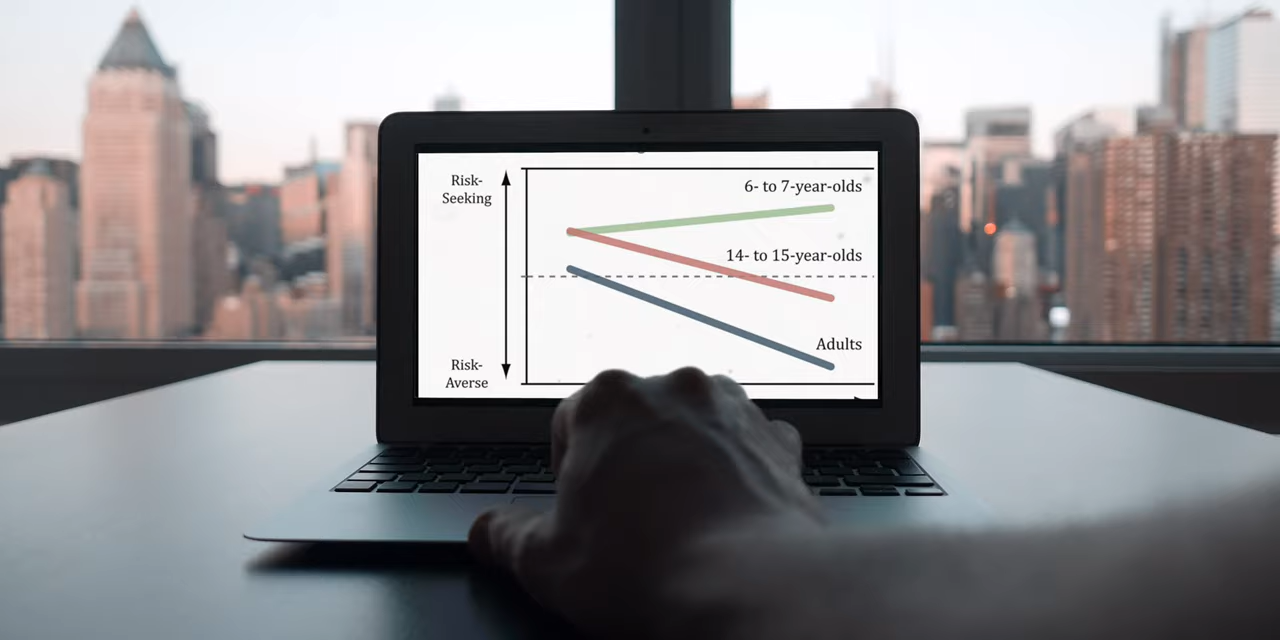 Risk-
Seeking
6- to 7-year-olds
14- to 15-year-olds
Adults
Risk-
Averse